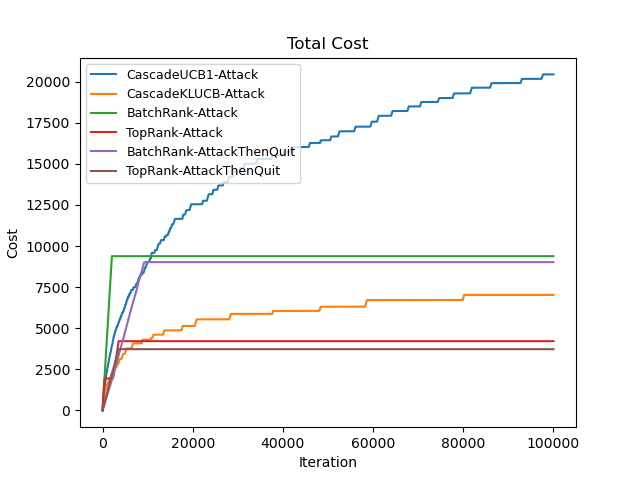 Total Cost
CascadeUCB1-Attack
CascadeKLUCB-Attack
BatchRank-Attack
TopRank-Attack
BatchRank-AttackThenQuit
TopRank-AttackThenQuit
20000
17500
15000
12500
10000
7500
5000
2500
0
Cost
0 20000 40000 60000 80000 100000
Iteration